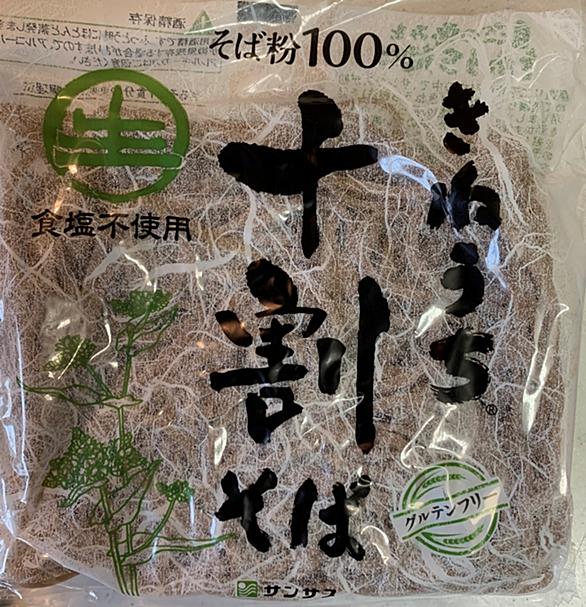 そば粉100%
きねうち®
十割
そば
生
食塩不使用
グルテンフリー
サンサス